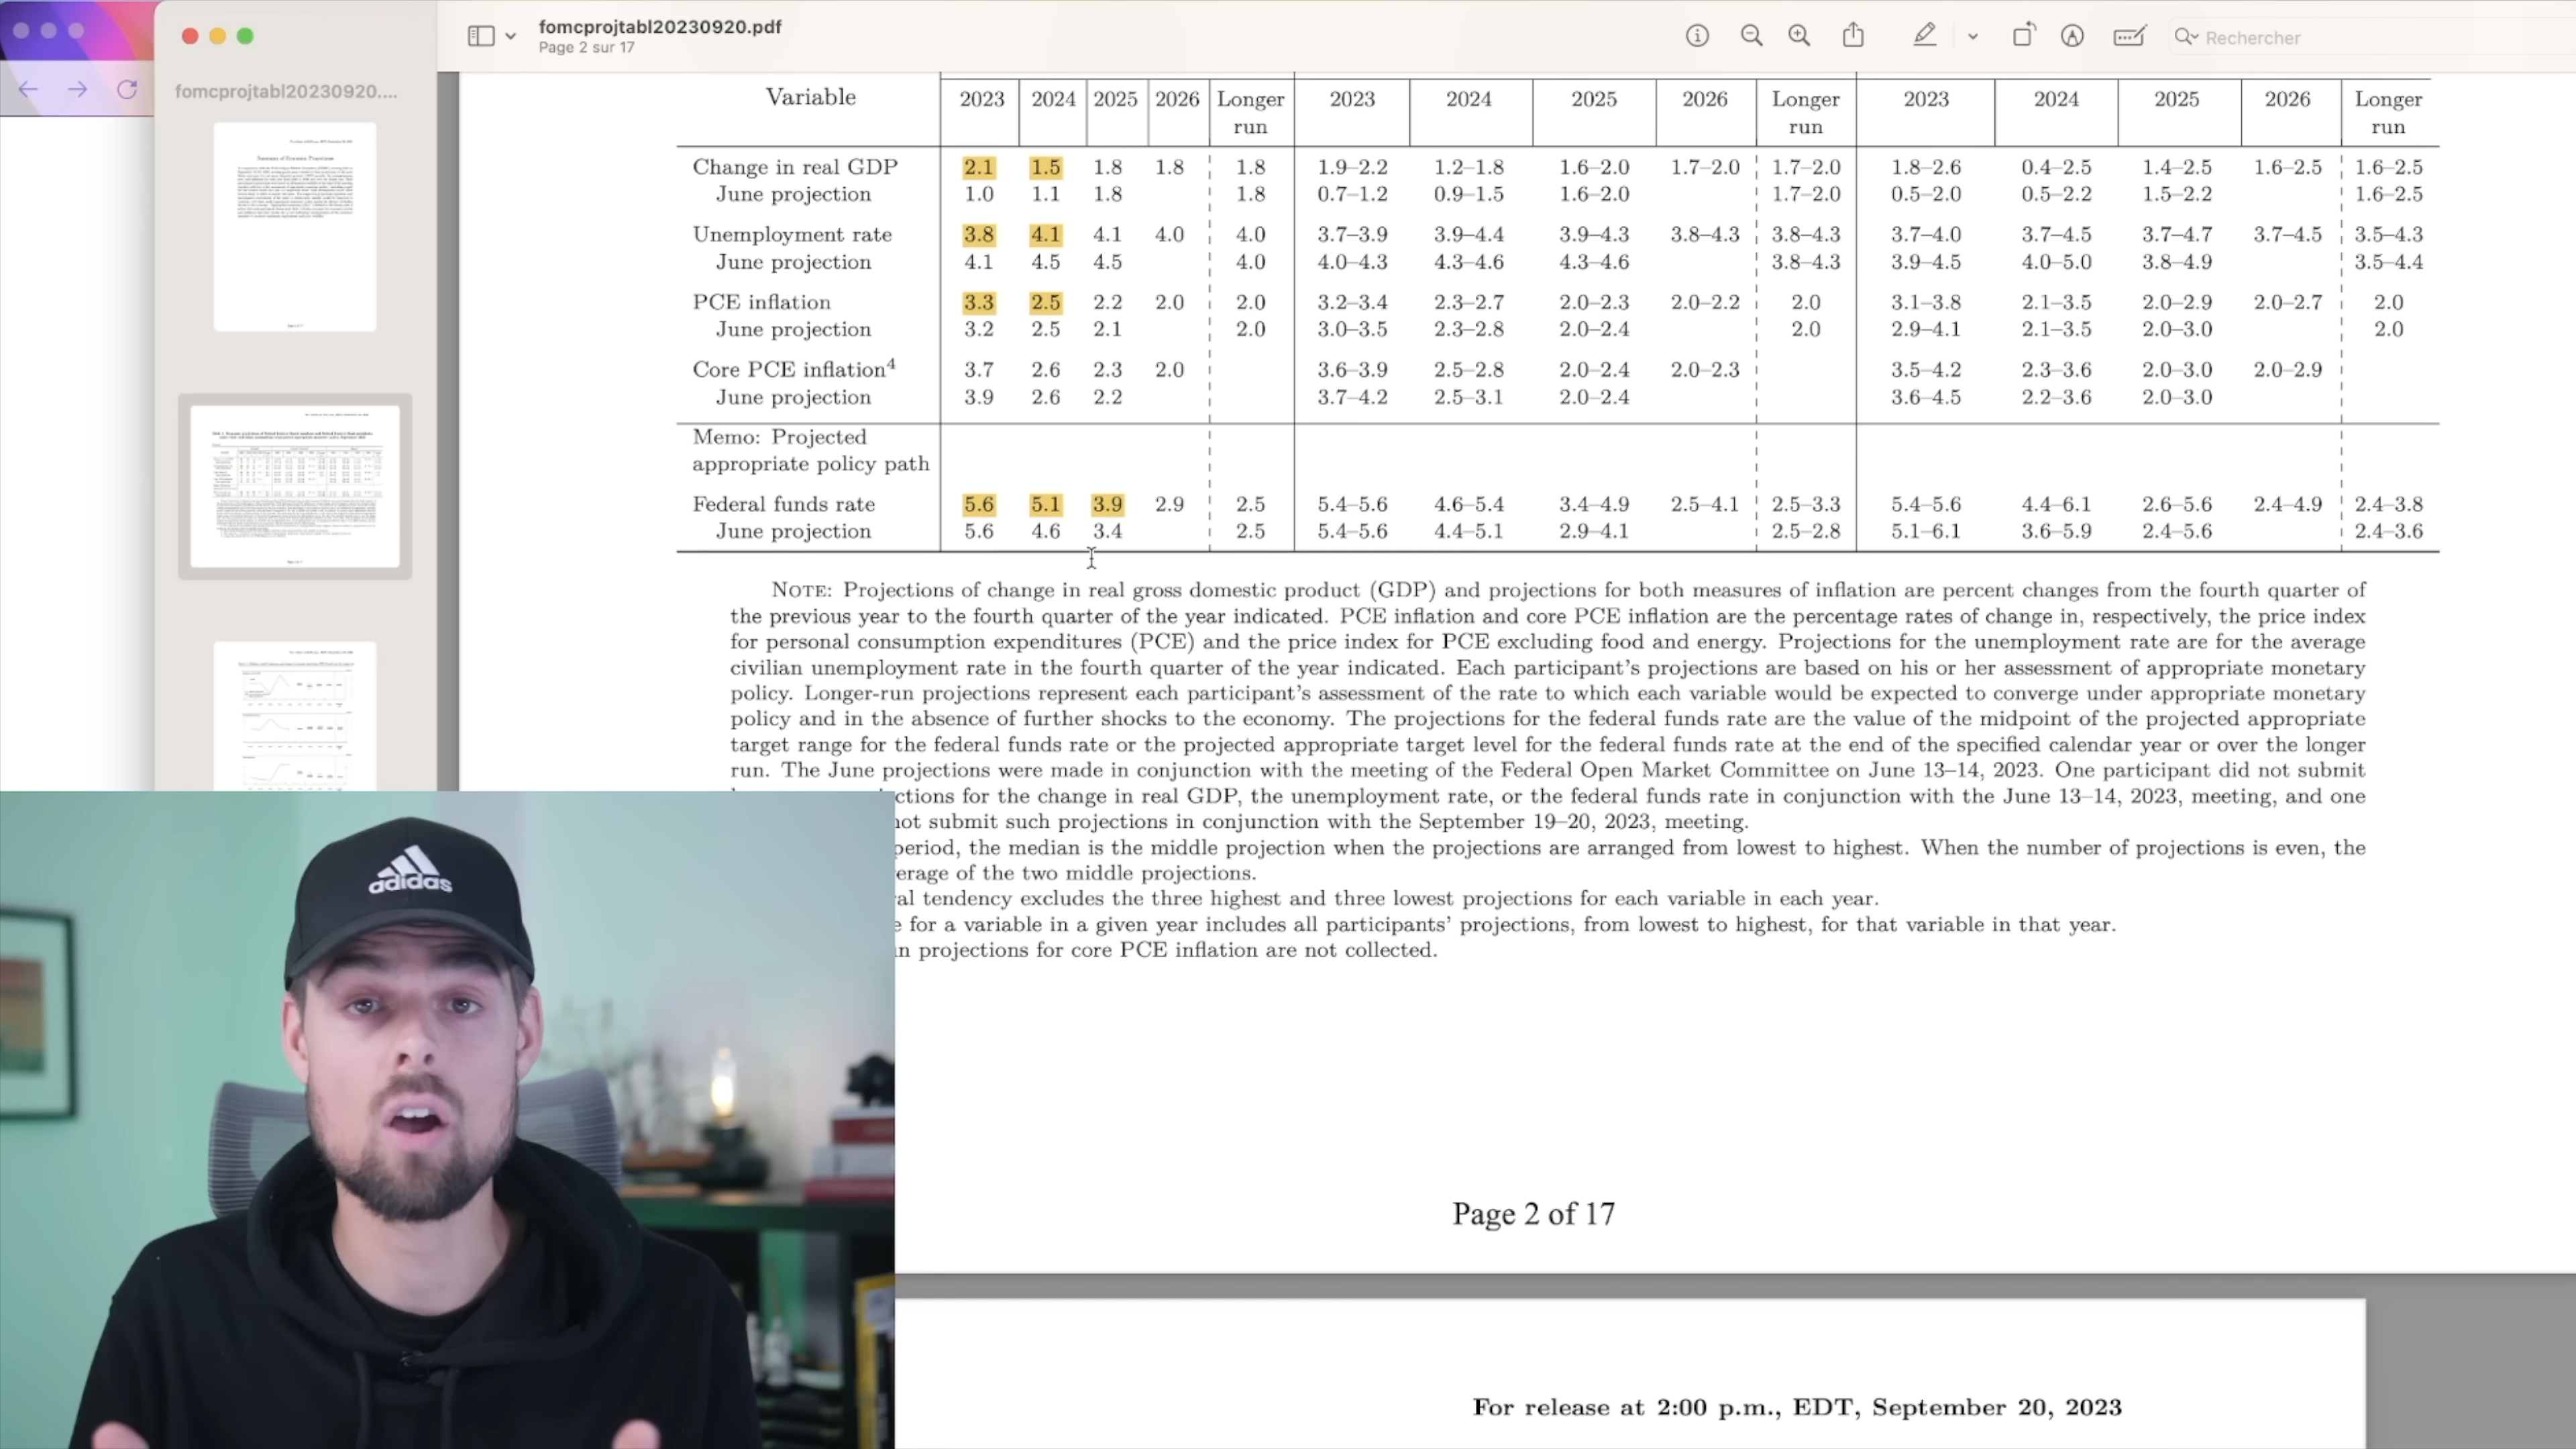 fomcprojtabl20230920.pdf
Page 2 sur 17
Rechercher
fomcprojtabl20230920....
Variable 2023 2024 2025 2026 Longer run 2023 2024 2025 2026 Longer run 2023 2024 2025 2026 Longer run
Change in real GDP 2.1 1.5 1.8 1.8 1.8 1.9–2.2 1.2–1.8 1.6–2.0 1.7–2.0 1.7–2.0 1.8–2.6 0.4–2.5 1.4–2.5 1.6–2.5 1.6–2.5
June projection 1.0 1.1 1.8 1.8 0.7–1.2 0.9–1.5 1.6–2.0 1.7–2.0 0.5–2.0 0.5–2.2 1.5–2.2 1.6–2.5
Unemployment rate 3.8 4.1 4.1 4.0 4.0 3.7–3.9 3.9–4.4 3.9–4.3 3.8–4.3 3.8–4.3 3.7–4.0 3.7–4.5 3.7–4.7 3.7–4.5 3.5–4.3
June projection 4.1 4.5 4.5 4.0 4.0–4.3 4.3–4.6 4.3–4.6 3.8–4.3 3.9–4.5 4.0–5.0 3.8–4.9 3.5–4.4
PCE inflation 3.3 2.5 2.2 2.0 2.0 3.2–3.4 2.3–2.7 2.0–2.3 2.0–2.2 2.0 3.1–3.8 2.1–3.5 2.0–2.9 2.0–2.7 2.0
June projection 3.2 2.5 2.1 2.0 3.0–3.5 2.3–2.8 2.0–2.4 2.0 2.9–4.1 2.1–3.5 2.0–3.0 2.0
Core PCE inflation⁴ 3.7 2.6 2.3 2.0 3.6–3.9 2.5–2.8 2.0–2.4 2.0–2.3 3.5–4.2 2.3–3.6 2.0–3.0 2.0–2.9
June projection 3.9 2.6 2.2 3.7–4.2 2.5–3.1 2.0–2.4 3.6–4.5 2.2–3.6 2.0–3.0
Memo: Projected
appropriate policy path
Federal funds rate 5.6 5.1 3.9 2.9 2.5 5.4–5.6 4.6–5.4 3.4–4.9 2.5–4.1 2.5–3.3 5.4–5.6 4.4–6.1 2.6–5.6 2.4–4.9 2.4–3.8
June projection 5.6 4.6 3.4 2.5 5.4–5.6 4.4–5.1 2.9–4.1 2.5–2.8 5.1–6.1 3.6–5.9 2.4–5.6 2.4–3.6
NOTE: Projections of change in real gross domestic product (GDP) and projections for both measures of inflation are percent changes from the fourth quarter of
the previous year to the fourth quarter of the year indicated. PCE inflation and core PCE inflation are the percentage rates of change in, respectively, the price index
for personal consumption expenditures (PCE) and the price index for PCE excluding food and energy. Projections for the unemployment rate are for the average
civilian unemployment rate in the fourth quarter of the year indicated. Each participant's projections are based on his or her assessment of appropriate monetary
policy. Longer-run projections represent each participant's assessment of the rate to which each variable would be expected to converge under appropriate monetary
policy and in the absence of further shocks to the economy. The projections for the federal funds rate are the value of the midpoint of the projected appropriate
target range for the federal funds rate or the projected appropriate target level for the federal funds rate at the end of the specified calendar year or over the longer
run. The June projections were made in conjunction with the meeting of the Federal Open Market Committee on June 13–14, 2023. One participant did not submit
ctions for the change in real GDP, the unemployment rate, or the federal funds rate in conjunction with the June 13–14, 2023, meeting, and one
not submit such projections in conjunction with the September 19–20, 2023, meeting.
period, the median is the middle projection when the projections are arranged from lowest to highest. When the number of projections is even, the
erage of the two middle projections.
al tendency excludes the three highest and three lowest projections for each variable in each year.
e for a variable in a given year includes all participants' projections, from lowest to highest, for that variable in that year.
n projections for core PCE inflation are not collected.
adidas
Page 2 of 17
For release at 2:00 p.m., EDT, September 20, 2023